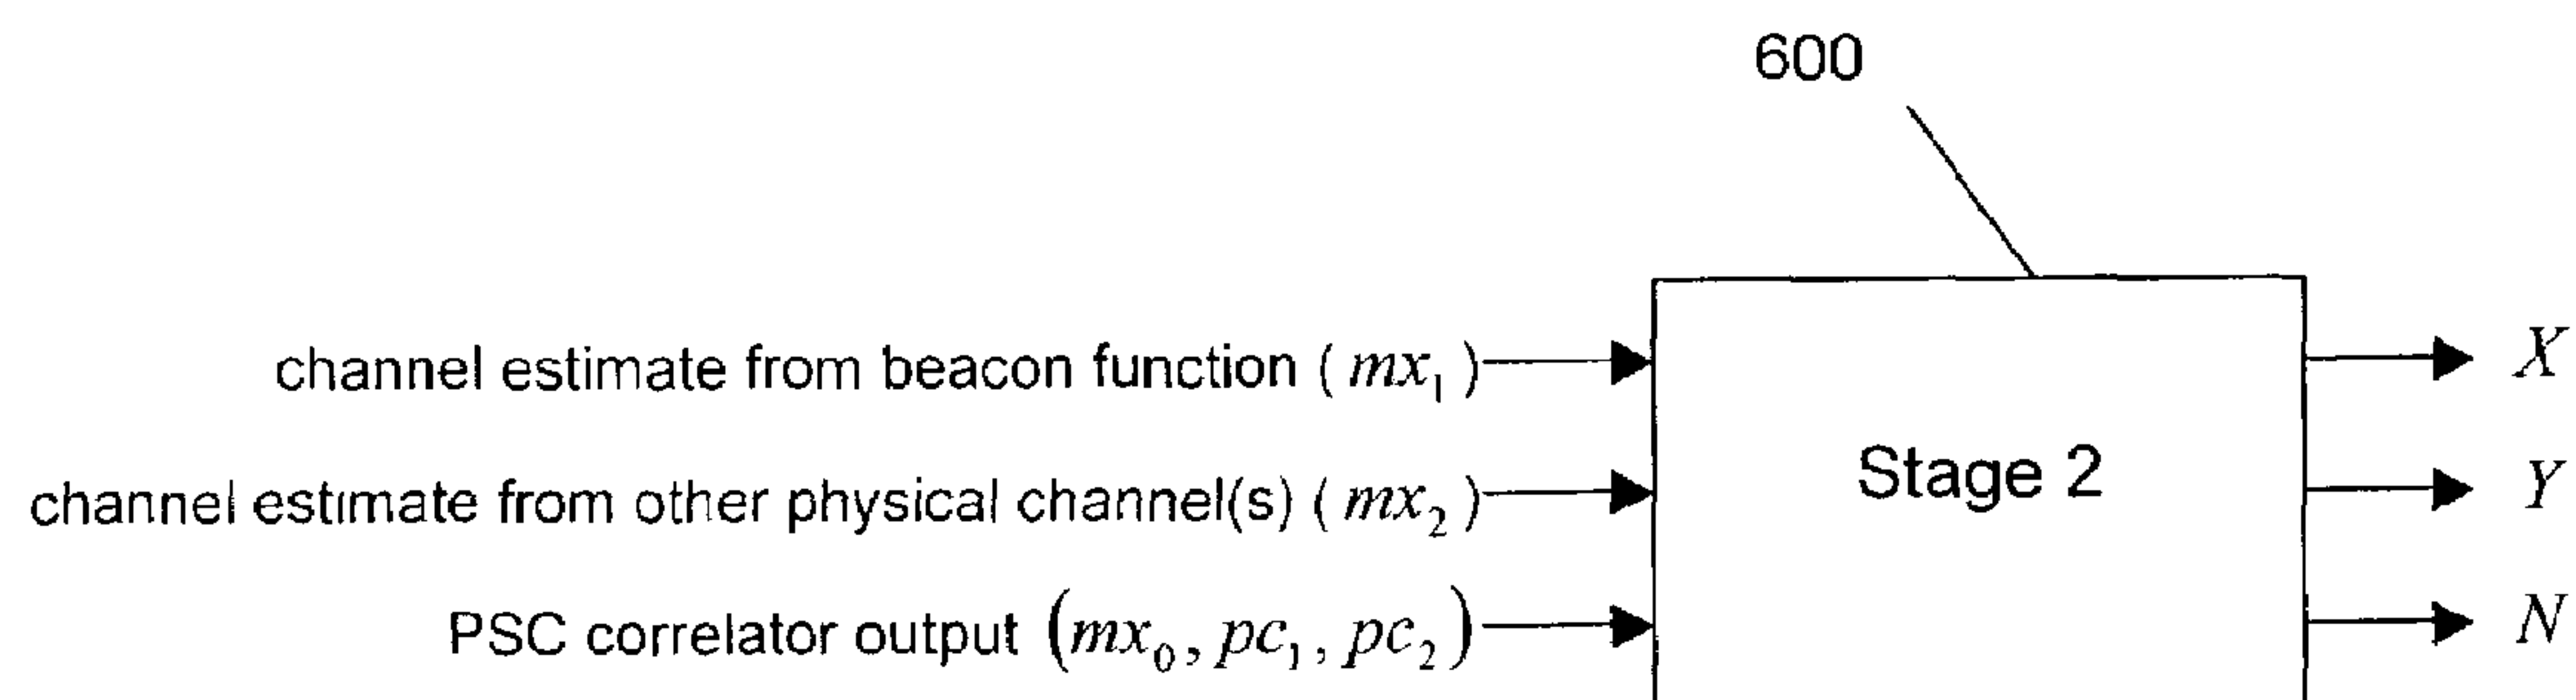 600
channel estimate from beacon function (mx₁)
X
channel estimate from other physical channel(s) (mx₂)
Stage 2
Y
PSC correlator output (mx₀, pc₁, pc₂)
N